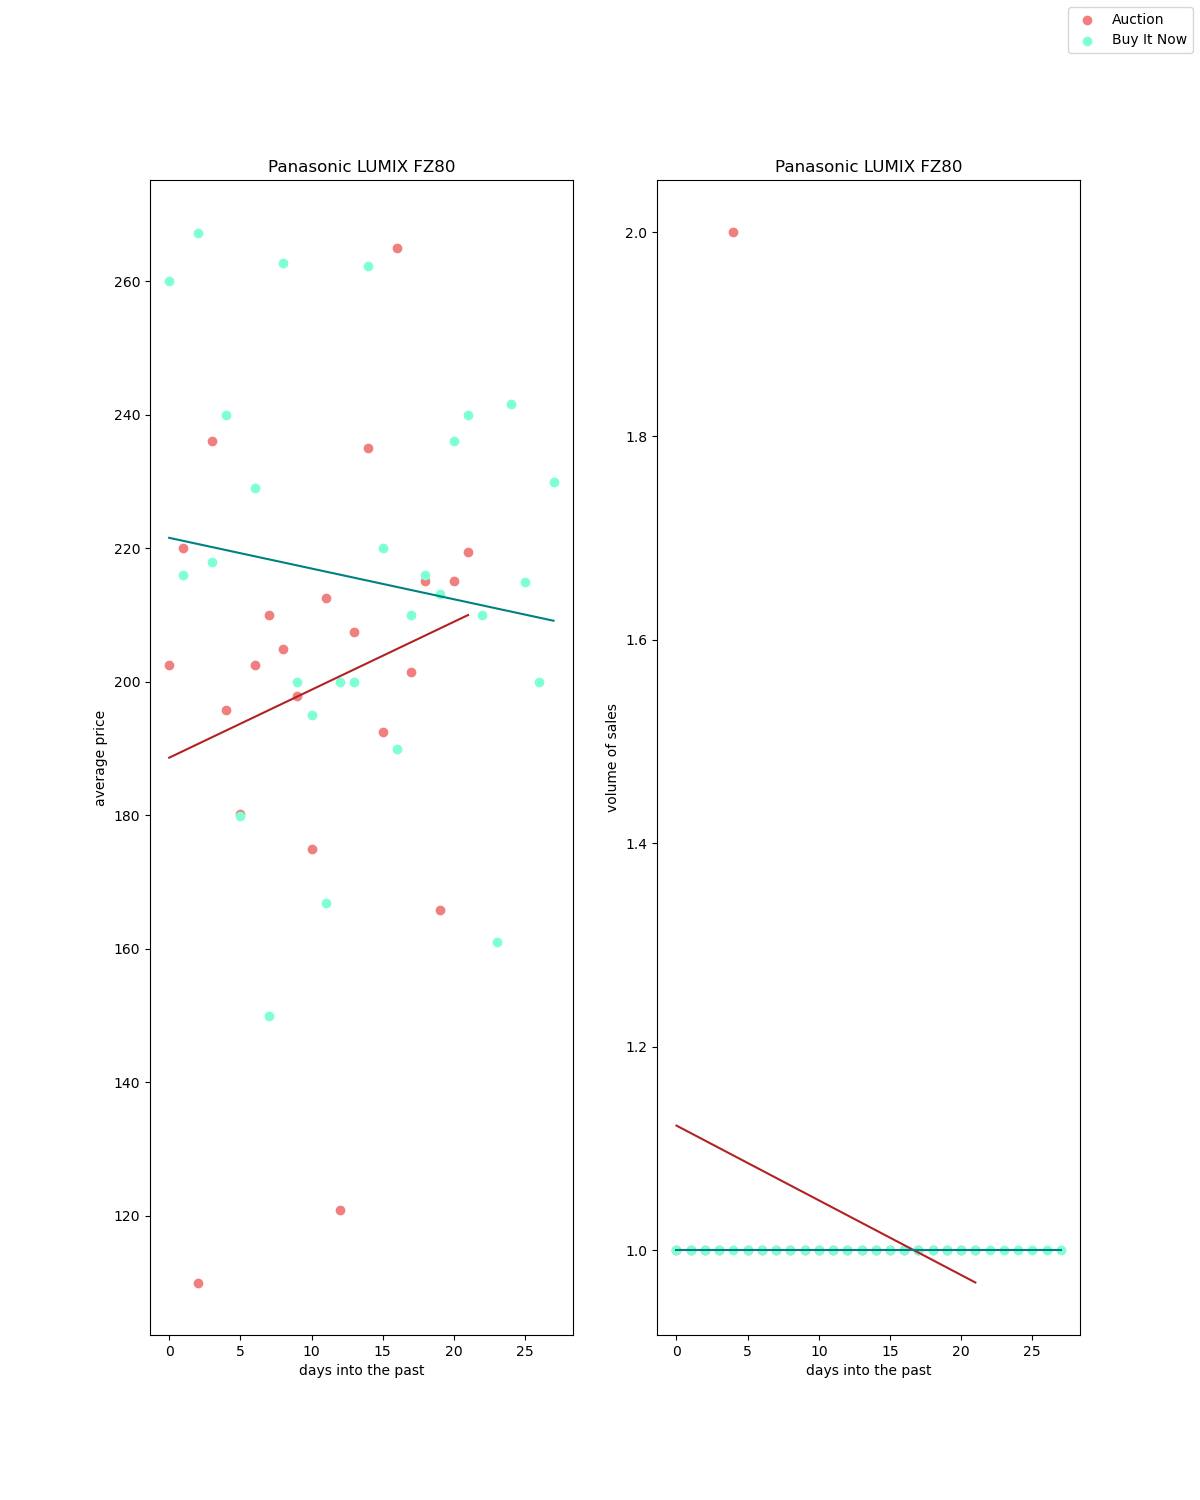 Auction
Buy It Now
Panasonic LUMIX FZ80
260
240
220
200
180
160
140
120
average price
0 5 10 15 20 25
days into the past
Panasonic LUMIX FZ80
2.0
1.8
1.6
1.4
1.2
1.0
volume of sales
0 5 10 15 20 25
days into the past